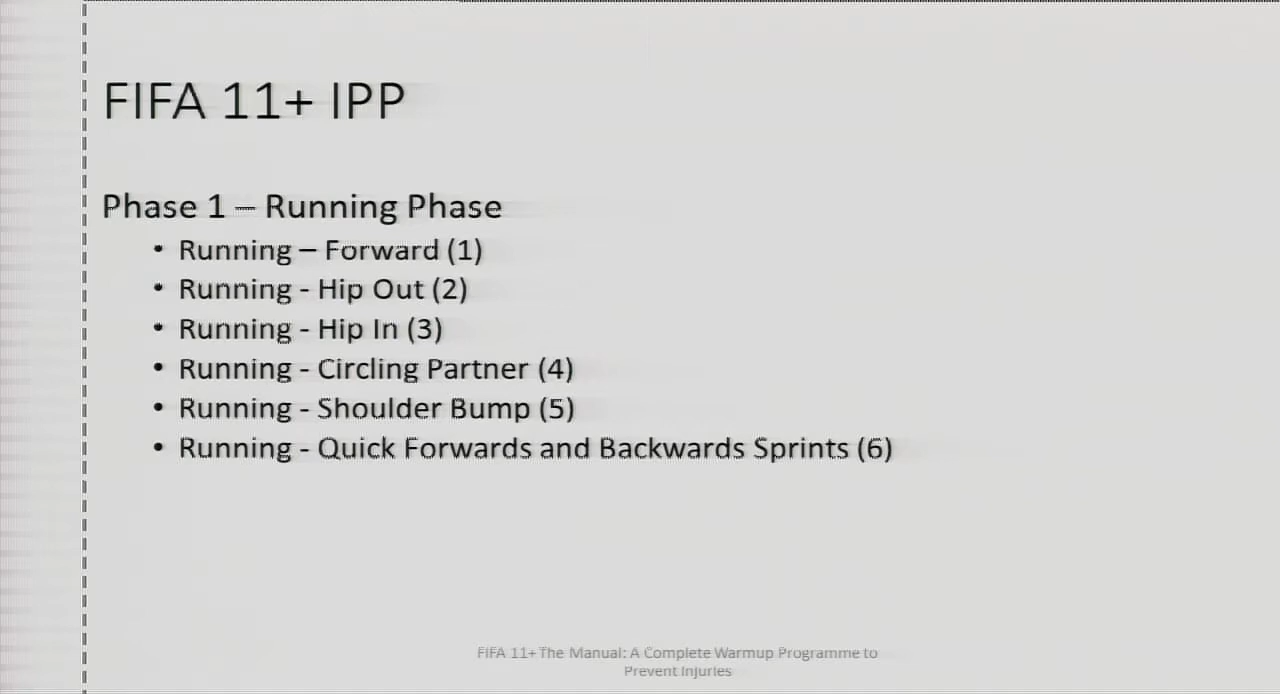 FIFA 11+ IPP
Phase 1 – Running Phase
• Running – Forward (1)
• Running - Hip Out (2)
• Running - Hip In (3)
• Running - Circling Partner (4)
• Running - Shoulder Bump (5)
• Running - Quick Forwards and Backwards Sprints (6)
FIFA 11+ The Manual: A Complete Warmup Programme to
Prevent Injuries